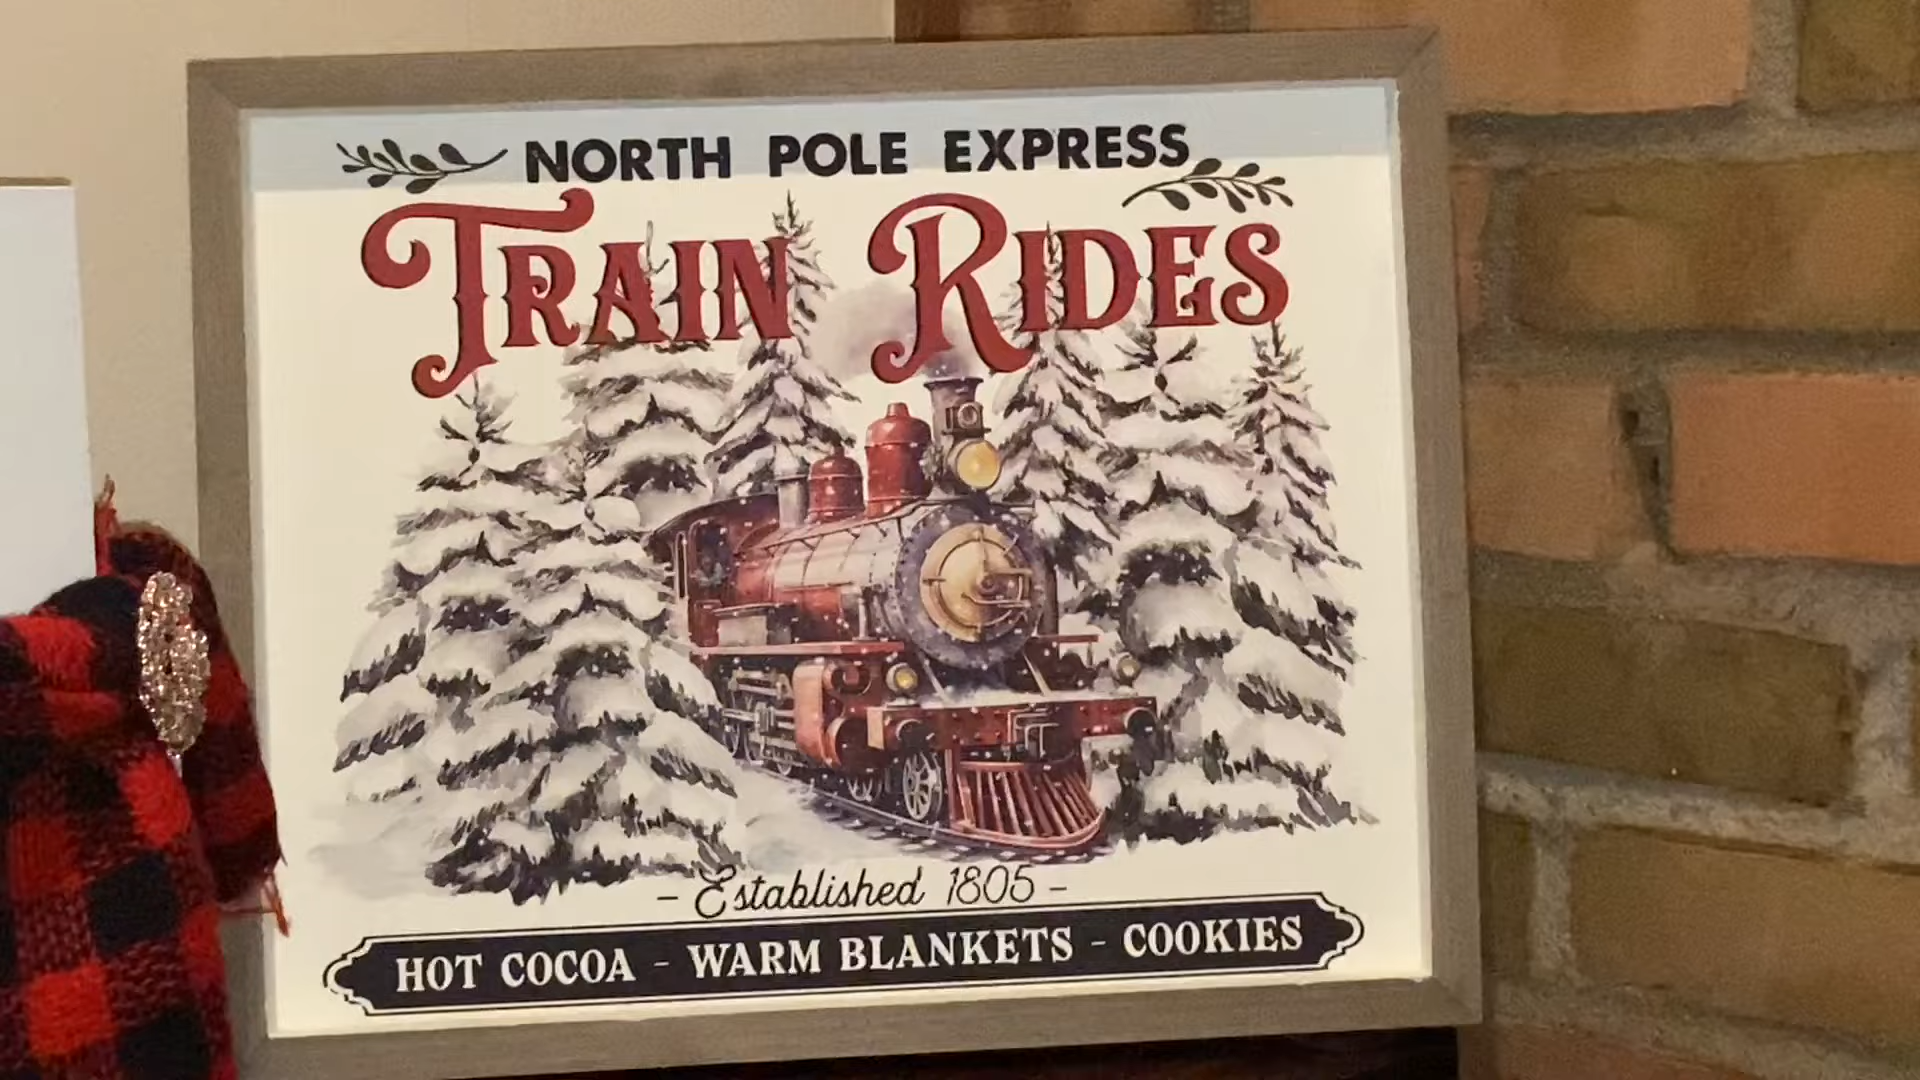 NORTH POLE EXPRESS
TRAIN RIDES
- Established 1805 -
HOT COCOA - WARM BLANKETS - COOKIES